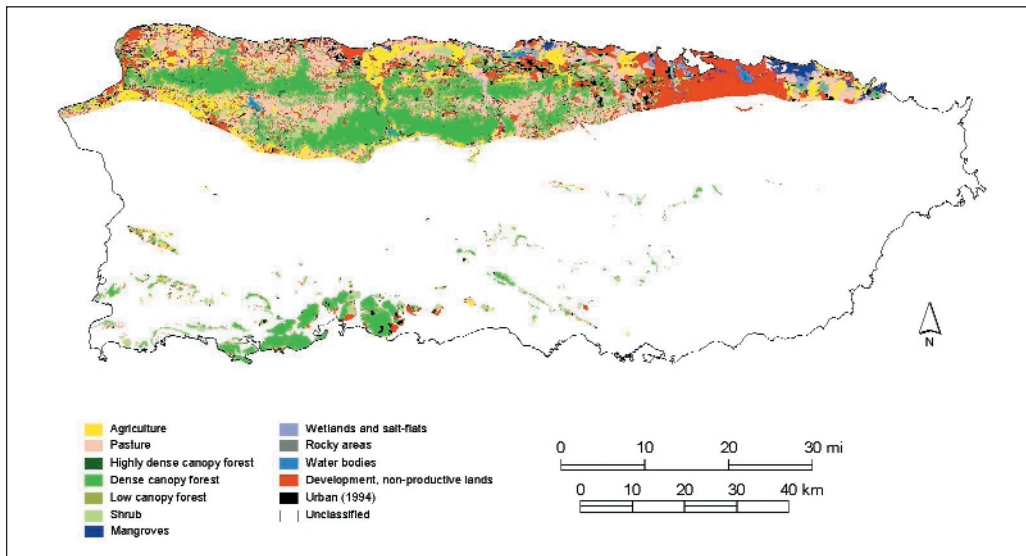 N
Agriculture
Pasture
Highly dense canopy forest
Dense canopy forest
Low canopy forest
Shrub
Mangroves
Wetlands and salt-flats
Rocky areas
Water bodies
Development, non-productive lands
Urban (1994)
Unclassified
0 10 20 30 mi
0 10 20 30 40 km